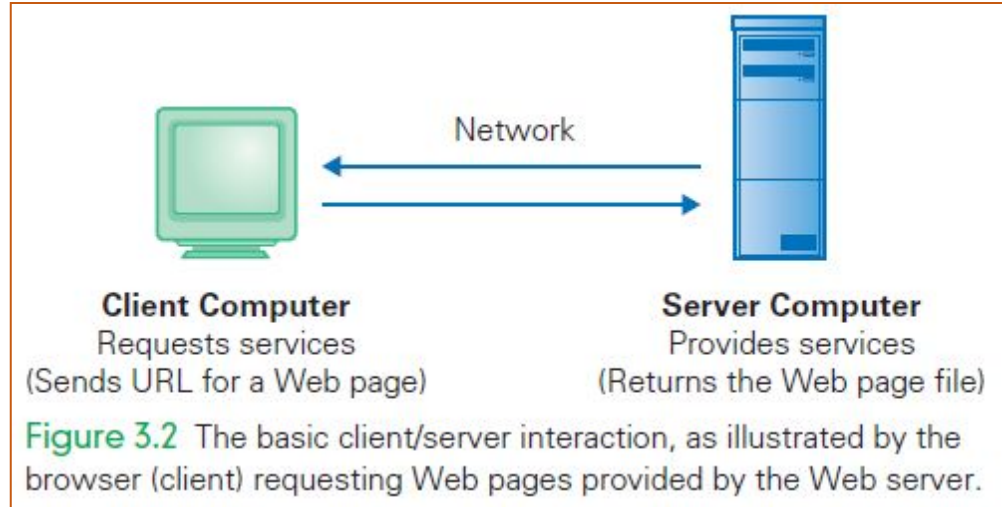 Network
Client Computer
Requests services
(Sends URL for a Web page)
Server Computer
Provides services
(Returns the Web page file)
Figure 3.2 The basic client/server interaction, as illustrated by the
browser (client) requesting Web pages provided by the Web server.